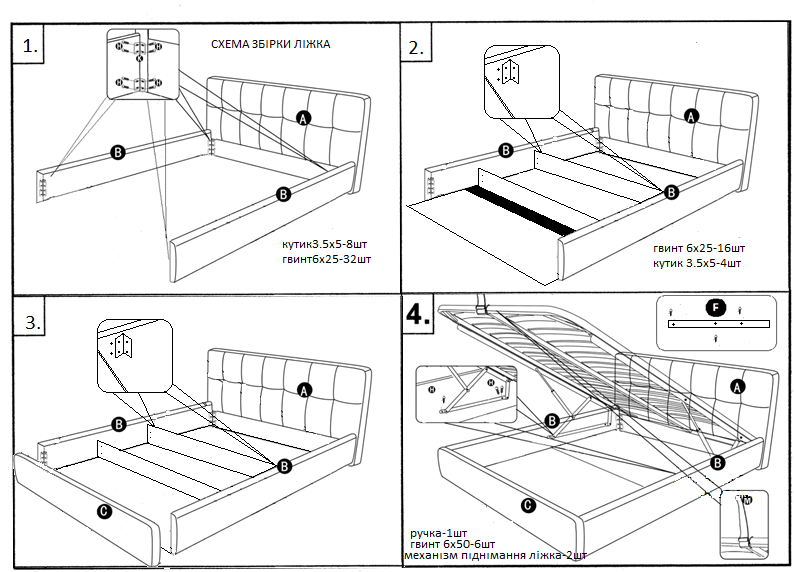 1.
СХЕМА ЗБІРКИ ЛІЖКА
H
H
K
H
H
A
B
B
кутик3.5х5-8шт
гвинт6х25-32шт
2.
A
B
B
гвинт 6х25-16шт
кутик 3.5х5-4шт
3.
A
B
B
C
4.
F
H
H
A
B
B
C
M
ручка-1шт
гвинт 6х50-6шт
механізм піднімання ліжка-2шт